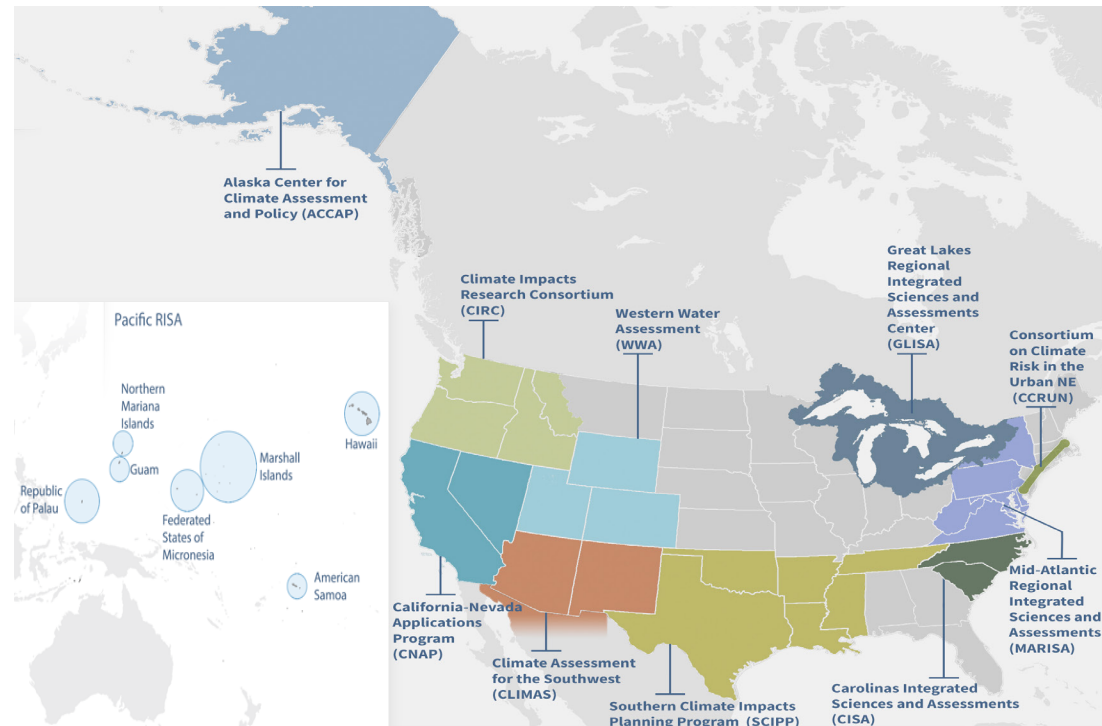 Alaska Center for
Climate Assessment
and Policy (ACCAP)
Great Lakes
Regional
Integrated
Sciences and
Assessments
Center
(GLISA)
Climate Impacts
Research Consortium
(CIRC)
Western Water
Assessment
(WWA)
Consortium
on Climate
Risk in the
Urban NE
(CCRUN)
Pacific RISA
Northern
Mariana
Islands
Guam
Hawaii
Marshall
Islands
Republic
of Palau
Federated
States of
Micronesia
American
Samoa
California-Nevada
Applications
Program
(CNAP)
Climate Assessment
for the Southwest
(CLIMAS)
Southern Climate Impacts
Planning Program (SCIPP)
Carolinas Integrated
Sciences and Assessments
(CISA)
Mid-Atlantic
Regional
Integrated
Sciences and
Assessments
(MARISA)